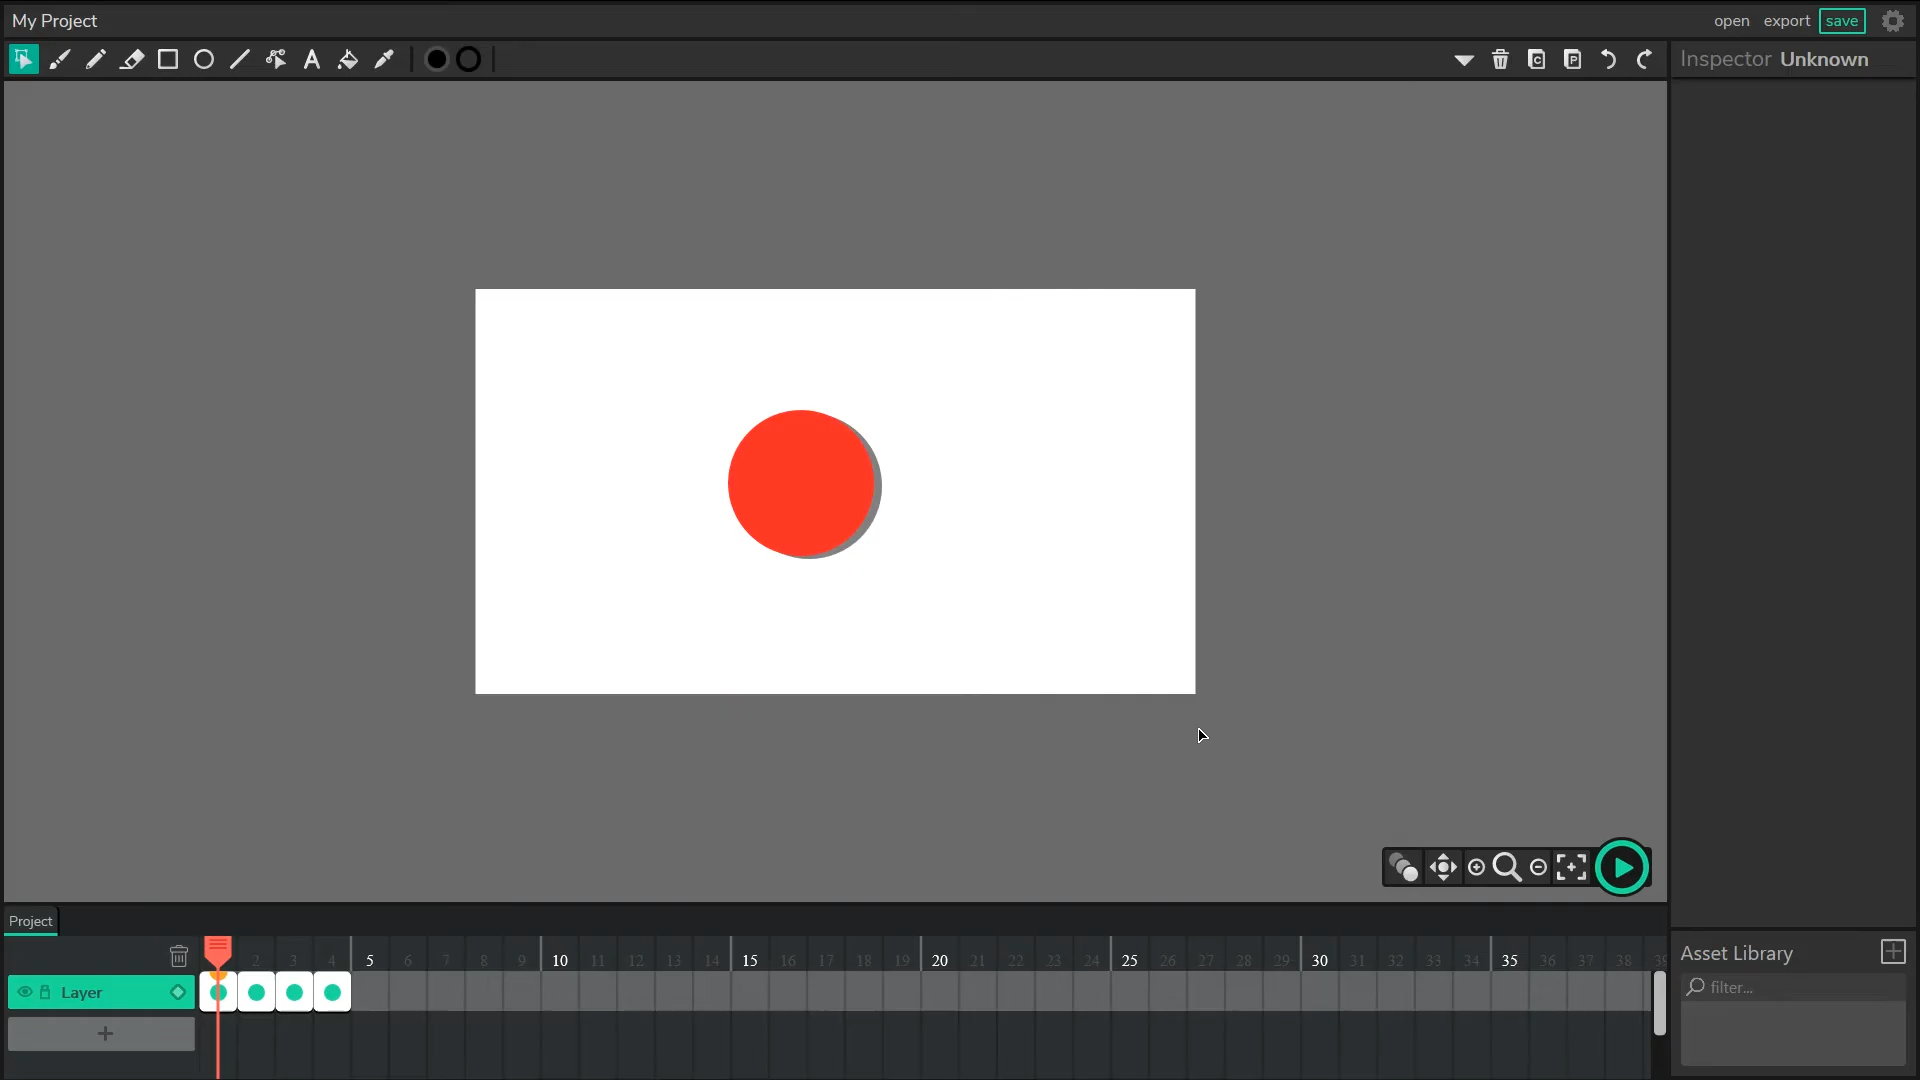 My Project
open export save
Inspector Unknown
Project
2 3 4 5 6 7 8 9 10 11 12 13 14 15 16 17 18 19 20 21 22 23 24 25 26 27 28 29 30 31 32 33 34 35 36 37 38 39
Layer
Asset Library
filter...